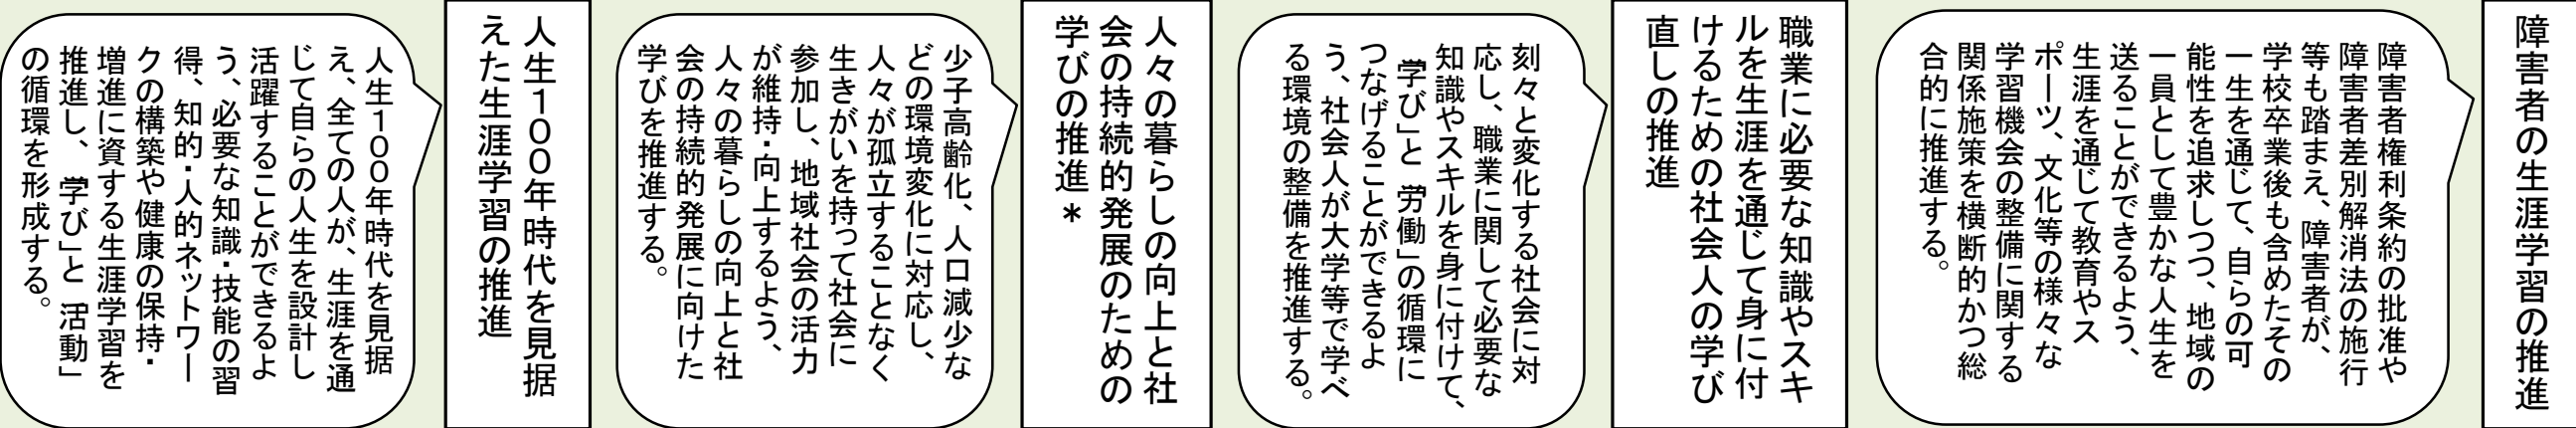 障害者の生涯学習の推進
障害者権利条約の批准や
障害者差別解消法の施行
等も踏まえ、障害者が、
学校卒業後も含めたその
一生を通じて、自らの可
能性を追求しつつ、地域の
一員として豊かな人生を
送ることができるよう、
生涯を通じて教育やス
ポーツ、文化等の様々な
学習機会の整備に関する
関係施策を横断的かつ総
合的に推進する。
職業に必要な知識やスキ
ルを生涯を通じて身に付
けるための社会人の学び
直しの推進
刻々と変化する社会に対
応し、職業に関して必要な
知識やスキルを身に付けて、
「学び」と「労働」の循環に
つなげることができるよ
う、社会人が大学等で学べ
る環境の整備を推進する。
人々の暮らしの向上と社
会の持続的発展のための
学びの推進*
少子高齢化、人口減少な
どの環境変化に対応し、
人々が孤立することなく
生きがいを持って社会に
参加し、地域社会の活力
が維持・向上するよう、
人々の暮らしの向上と社
会の持続的発展に向けた
学びを推進する。
人生１００年時代を見据
えた生涯学習の推進
人生１００年時代を見据
え、全ての人が、生涯を通
じて自らの人生を設計し
活躍することができるよ
う、必要な知識・技能の習
得、知的・人的ネットワー
クの構築や健康の保持・
増進に資する生涯学習を
推進し、「学び」と「活動」
の循環を形成する。